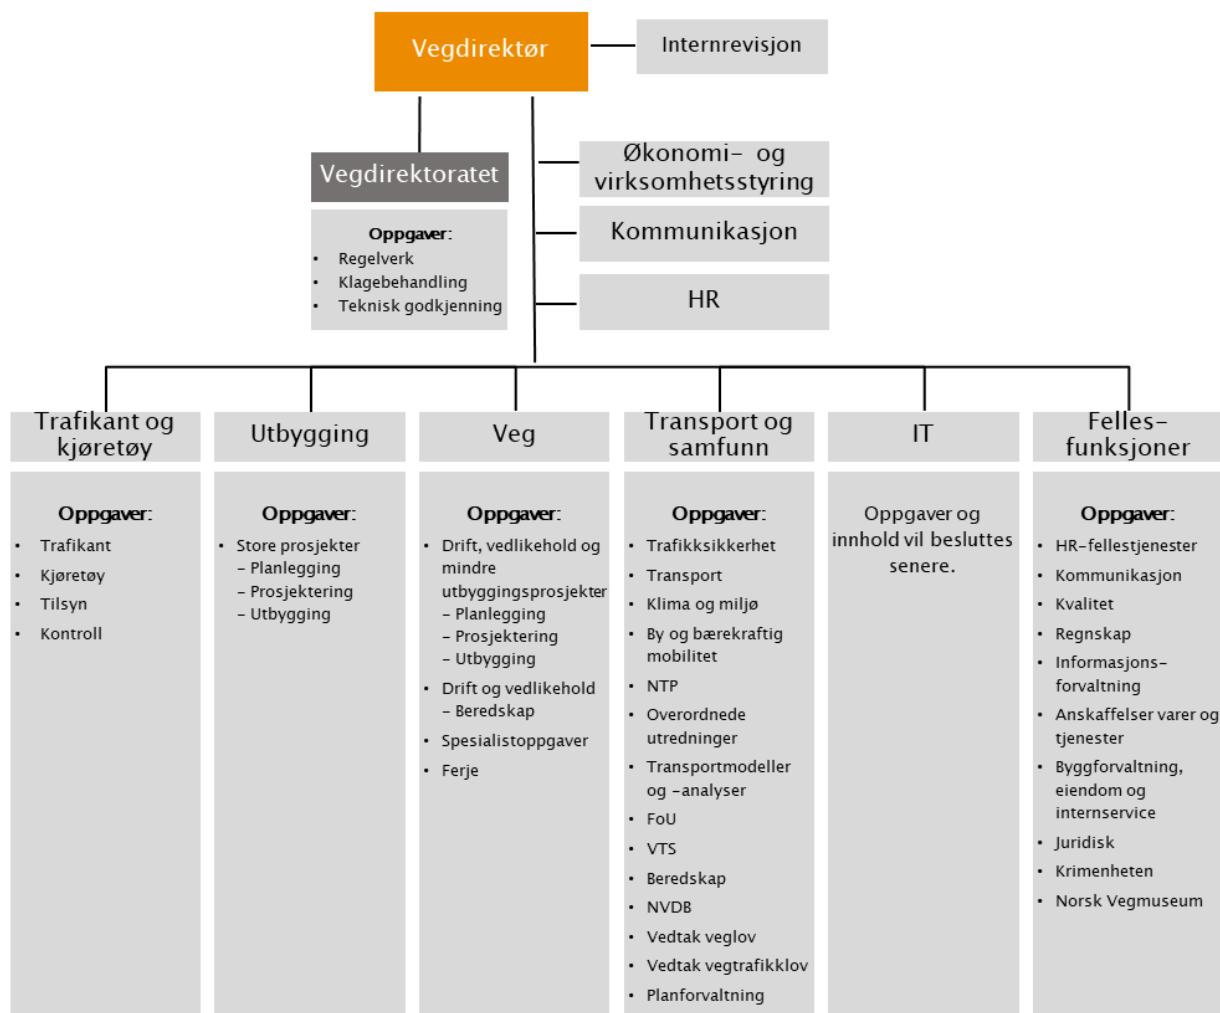 Vegdirektør
Internrevisjon
Vegdirektoratet
Oppgaver:
• Regelverk
• Klagebehandling
• Teknisk godkjenning
Økonomi- og
virksomhetsstyring
Kommunikasjon
HR
Trafikant og
kjøretøy
Oppgaver:
• Trafikant
• Kjøretøy
• Tilsyn
• Kontroll
Utbygging
Oppgaver:
• Store prosjekter
- Planlegging
- Prosjektering
- Utbygging
Veg
Oppgaver:
• Drift, vedlikehold og
mindre
utbyggingsprosjekter
- Planlegging
- Prosjektering
- Utbygging
• Drift og vedlikehold
- Beredskap
• Spesialistoppgaver
• Ferje
Transport og
samfunn
Oppgaver:
• Trafikksikkerhet
• Transport
• Klima og miljø
• By og bærekraftig
mobilitet
• NTP
• Overordnede
utredninger
• Transportmodeller
og -analyser
• FoU
• VTS
• Beredskap
• NVDB
• Vedtak veglov
• Vedtak vegtrafikklov
• Planforvaltning
IT
Oppgaver og
innhold vil besluttes
senere.
Felles-
funksjoner
Oppgaver:
• HR-fellestjenester
• Kommunikasjon
• Kvalitet
• Regnskap
• Informasjons-
forvaltning
• Anskaffelser varer og
tjenester
• Byggforvaltning,
eiendom og
internservice
• Juridisk
• Krimenheten
• Norsk Vegmuseum